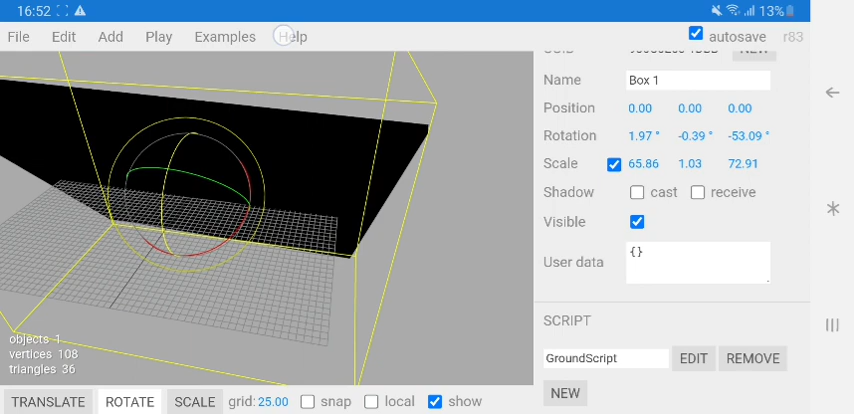 16:52 13%
File Edit Add Play Examples Help autosave r83
NEW
Name Box 1
Position 0.00 0.00 0.00
Rotation 1.97 ° -0.39 ° -53.09 °
Scale 65.86 1.03 72.91
Shadow cast receive
Visible
User data {}
SCRIPT
GroundScript EDIT REMOVE
NEW
objects 1
vertices 108
triangles 36
TRANSLATE ROTATE SCALE grid: 25.00 snap local show